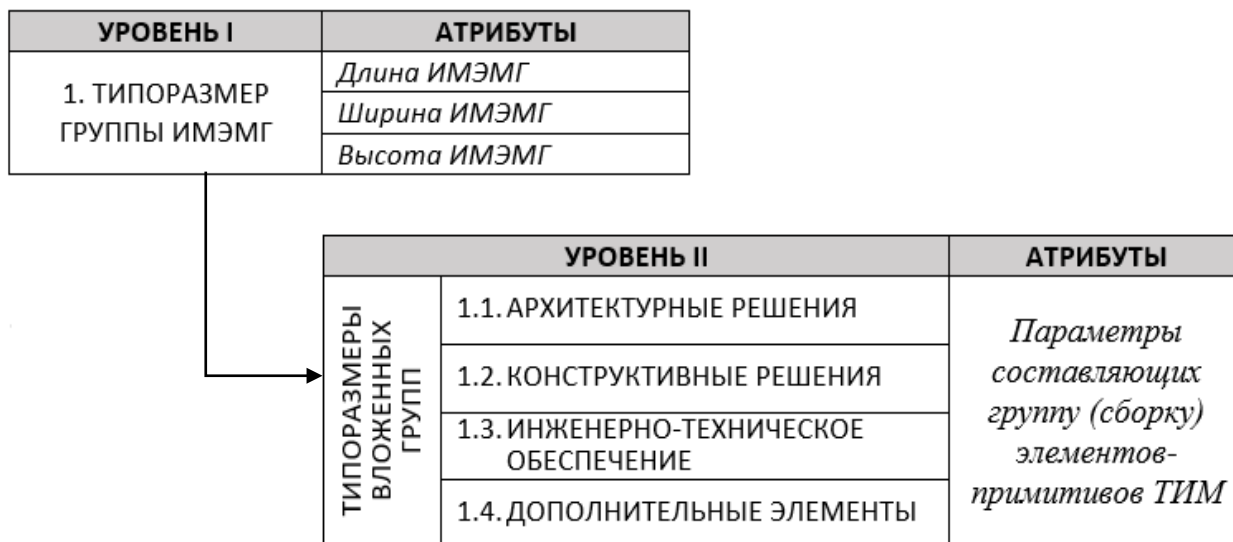 УРОВЕНЬ I
АТРИБУТЫ
1. ТИПОРАЗМЕР
ГРУППЫ ИМЭМГ
Длина ИМЭМГ
Ширина ИМЭМГ
Высота ИМЭМГ
УРОВЕНЬ II
АТРИБУТЫ
ТИПОРАЗМЕРЫ
ВЛОЖЕННЫХ
ГРУПП
1.1. АРХИТЕКТУРНЫЕ РЕШЕНИЯ
1.2. КОНСТРУКТИВНЫЕ РЕШЕНИЯ
1.3. ИНЖЕНЕРНО-ТЕХНИЧЕСКОЕ
ОБЕСПЕЧЕНИЕ
1.4. ДОПОЛНИТЕЛЬНЫЕ ЭЛЕМЕНТЫ
Параметры
составляющих
группу (сборку)
элементов-
примитивов ТИМ